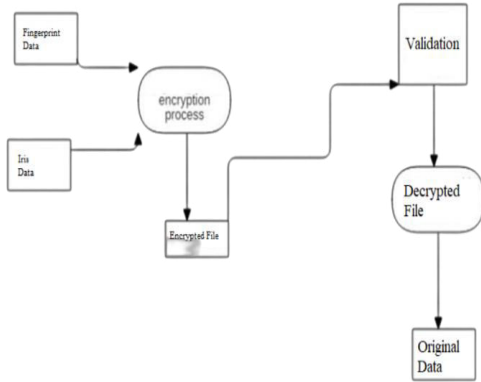 Fingerprint
Data
Iris
Data
encryption
process
Encrypted File
Validation
Decrypted
File
Original
Data